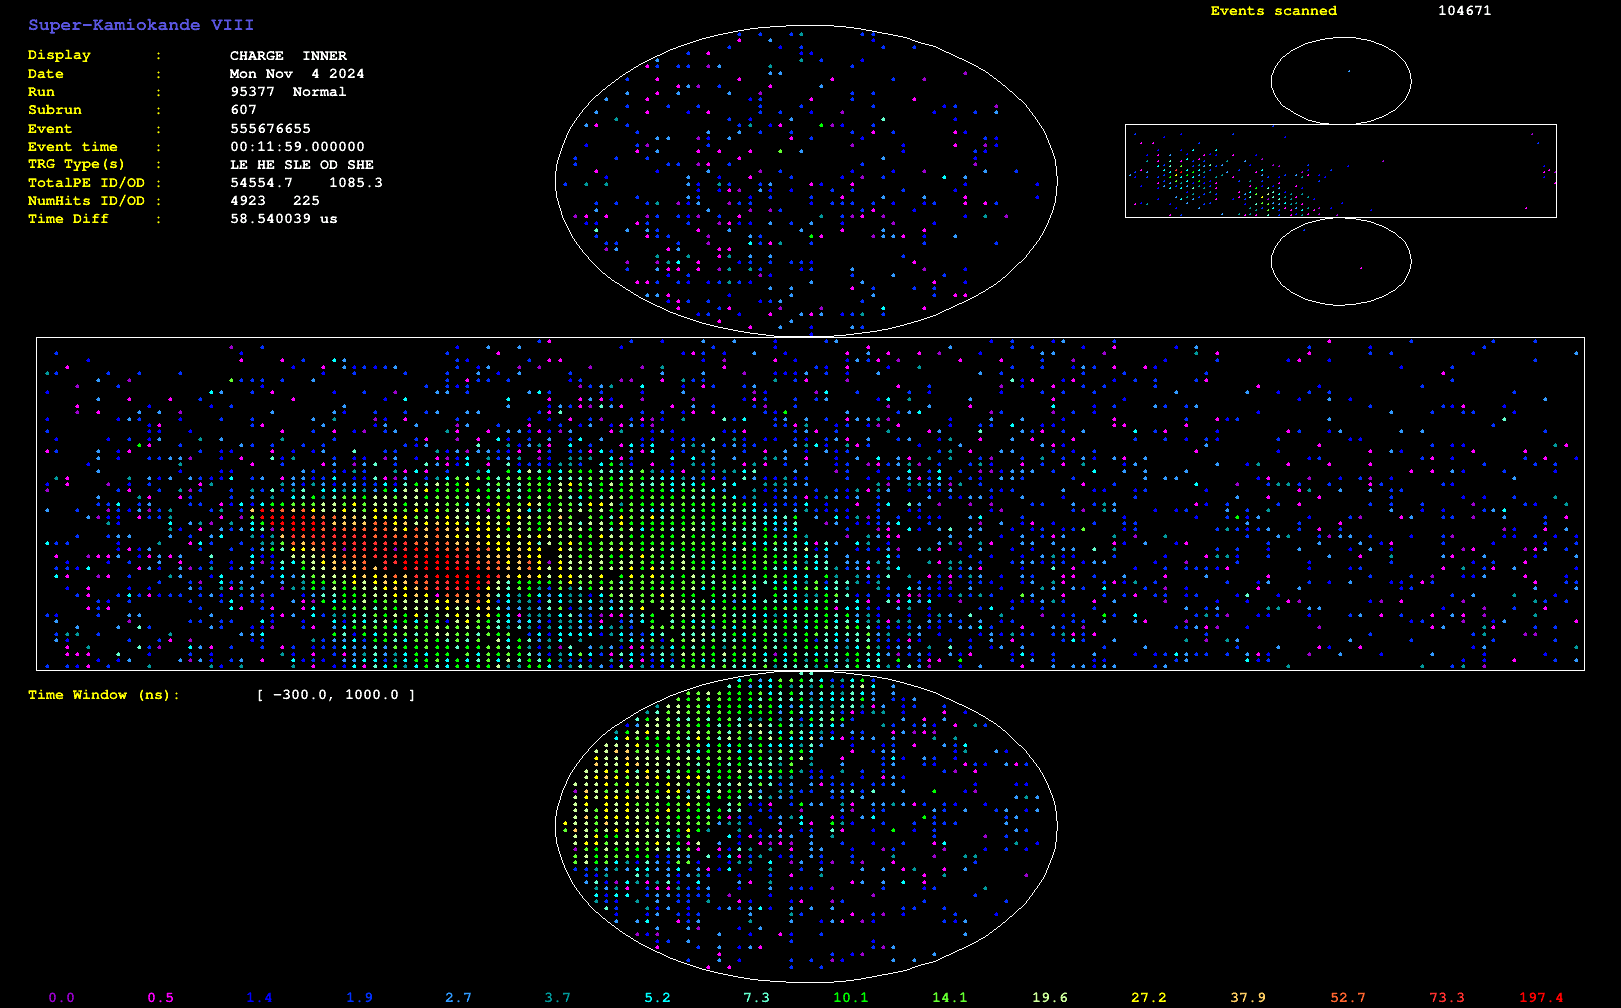 Super-Kamiokande VIII
Events scanned 104671
Display : CHARGE INNER
Date : Mon Nov 4 2024
Run : 95377 Normal
Subrun : 607
Event : 555676655
Event time : 00:11:59.000000
TRG Type(s) : LE HE SLE OD SHE
TotalPE ID/OD : 54554.7 1085.3
NumHits ID/OD : 4923 225
Time Diff : 58.540039 us
Time Window (ns): [ -300.0, 1000.0 ]
0.0 0.5 1.4 1.9 2.7 3.7 5.2 7.3 10.1 14.1 19.6 27.2 37.9 52.7 73.3 197.4